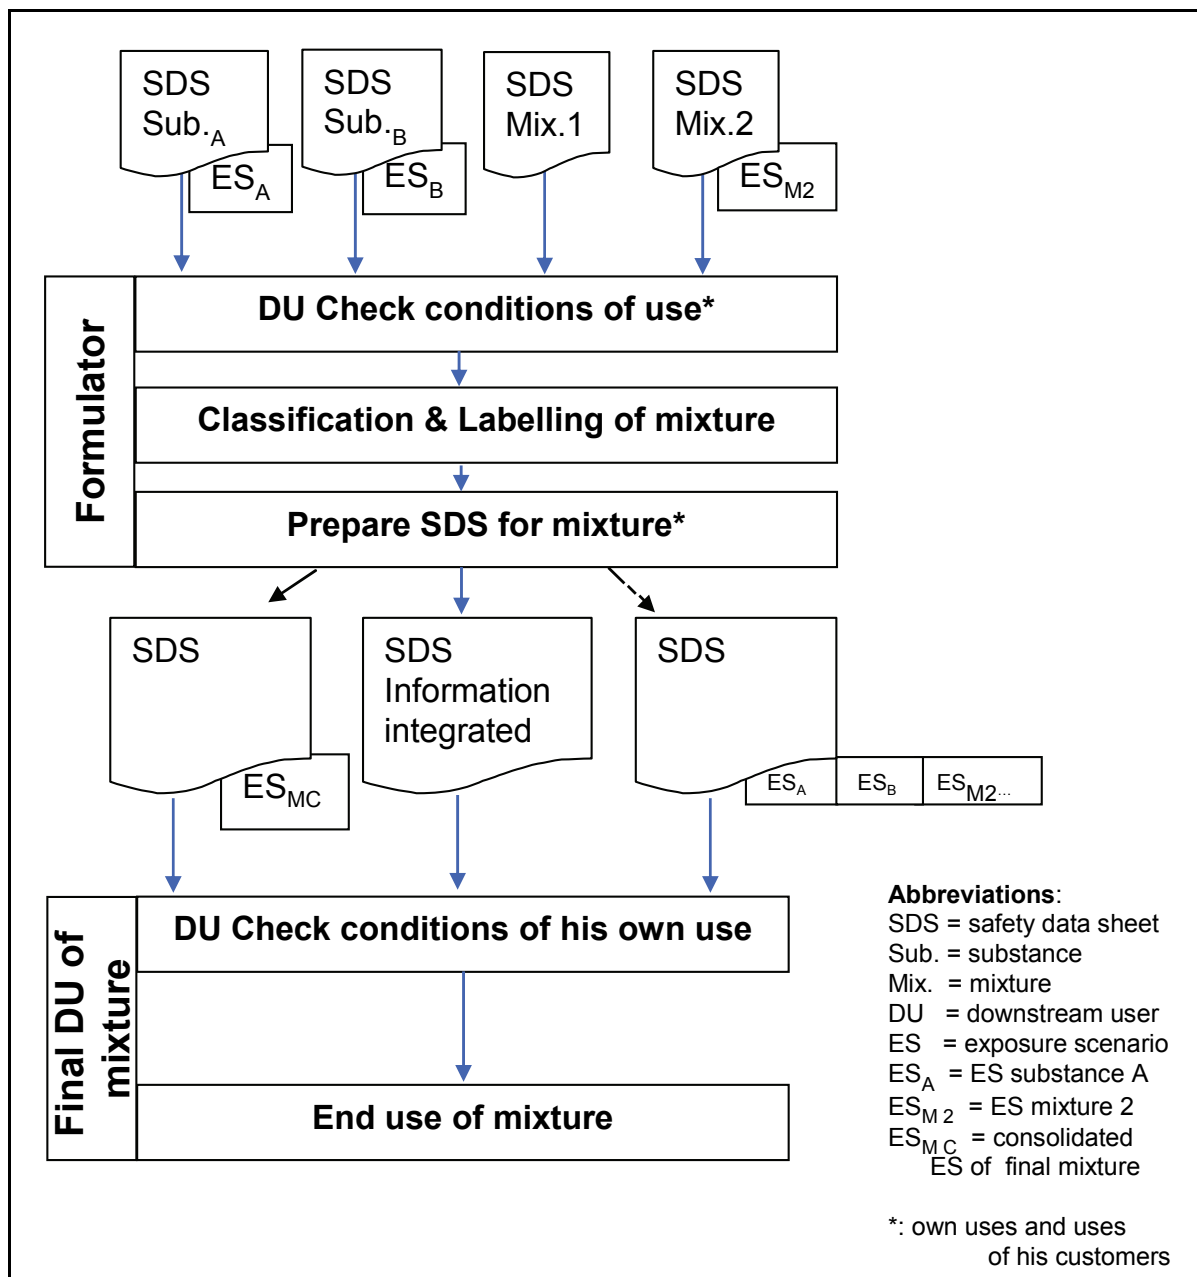 SDS
Sub.A
ESA
SDS
Sub.B
ESB
SDS
Mix.1
SDS
Mix.2
ESM2
Formulator
DU Check conditions of use*
Classification & Labelling of mixture
Prepare SDS for mixture*
SDS
ESMC
SDS
Information
integrated
SDS
ESA
ESB
ESM2...
Final DU of
mixture
DU Check conditions of his own use
End use of mixture
Abbreviations:
SDS = safety data sheet
Sub. = substance
Mix. = mixture
DU = downstream user
ES = exposure scenario
ESA = ES substance A
ESM 2 = ES mixture 2
ESM C = consolidated
ES of final mixture
*: own uses and uses
of his customers